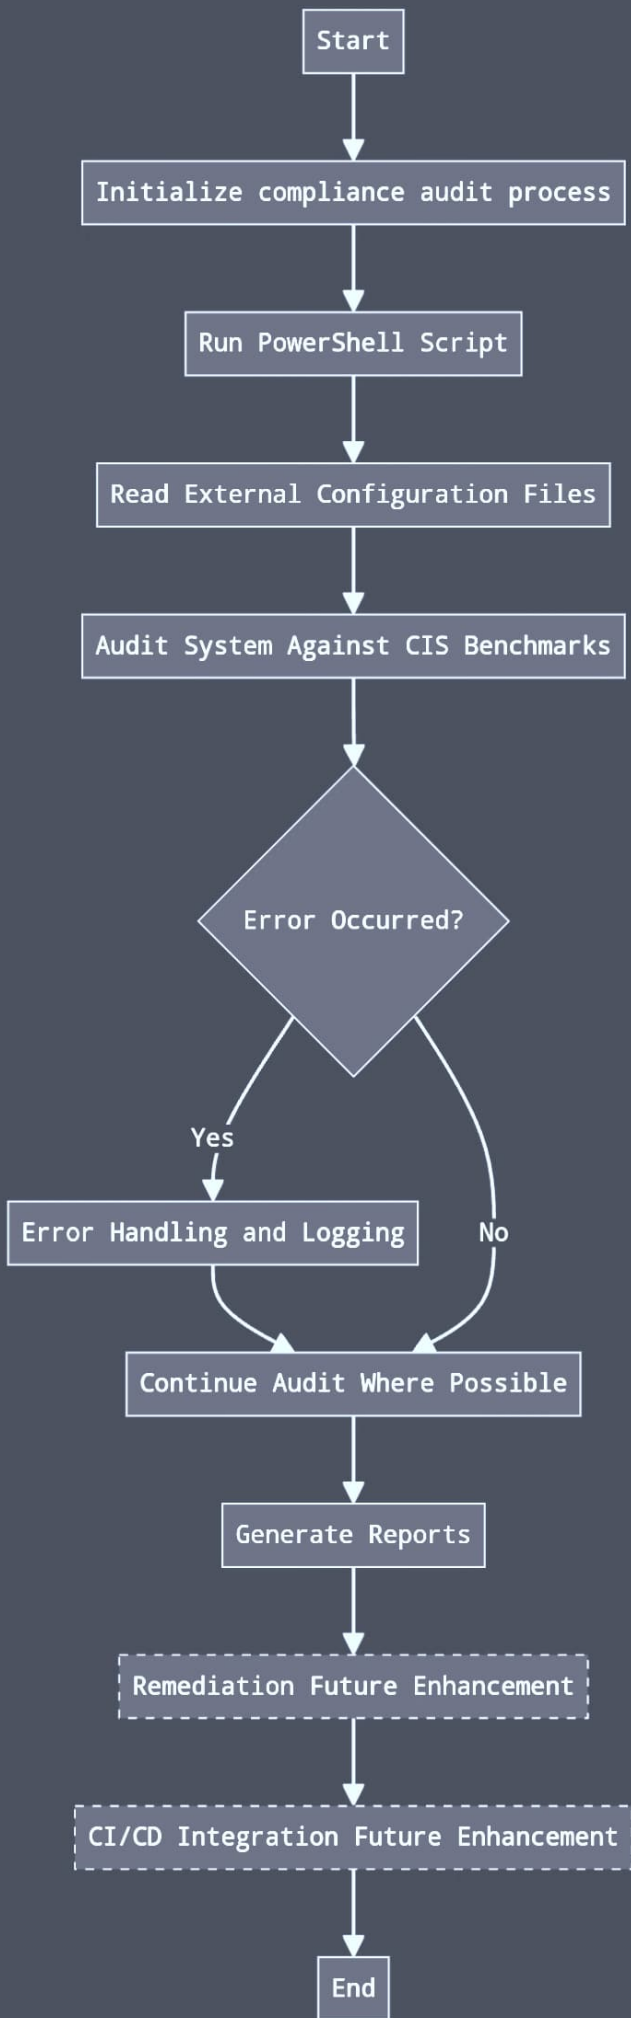 Start
Initialize compliance audit process
Run PowerShell Script
Read External Configuration Files
Audit System Against CIS Benchmarks
Error Occurred?
Yes
Error Handling and Logging
No
Continue Audit Where Possible
Generate Reports
Remediation Future Enhancement
CI/CD Integration Future Enhancement
End